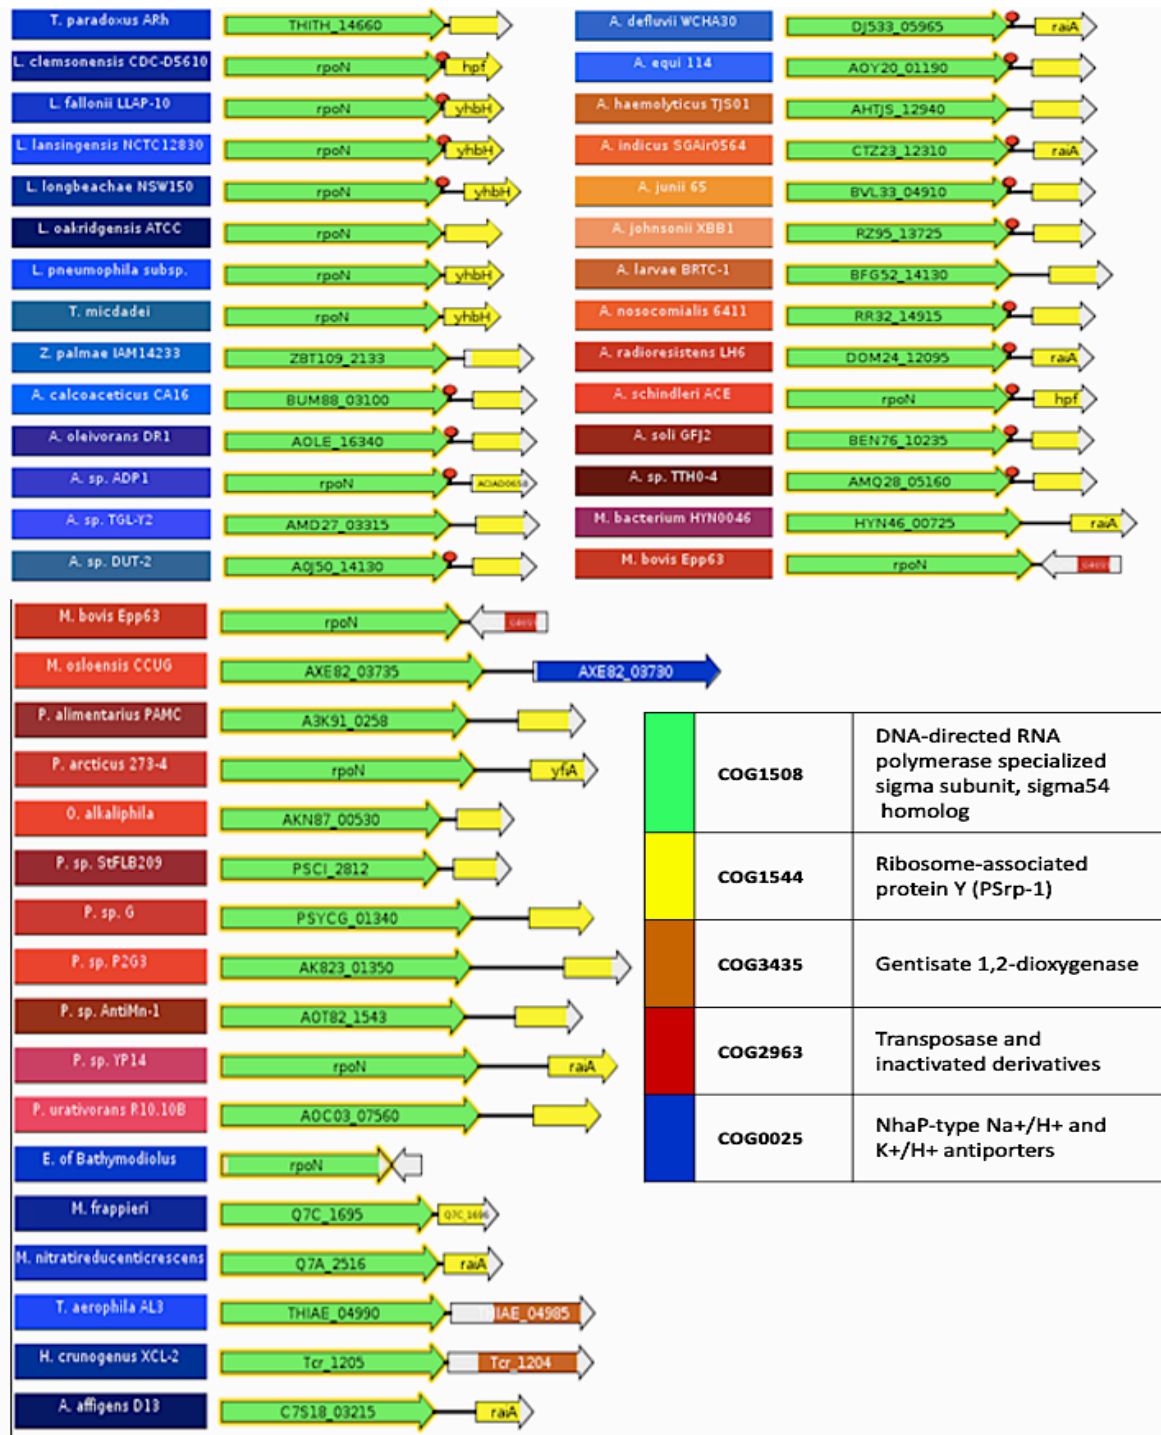 T. paradoxus ARh THITH_14660
L. clemsonensis CDC-D5610 rpoN hpf
L. fallonii LLAP-10 rpoN yhbH
L. lansingensis NCTC12830 rpoN yhbH
L. longbeachae NSW150 rpoN yhbH
L. oakridgensis ATCC rpoN
L. pneumophila subsp. rpoN yhbH
T. micdadei rpoN yhbH
Z. palmae IAM14233 ZBT109_2133
A. calcoaceticus CA16 BUM88_03100
A. oleivorans DR1 AOLE_16340
A. sp. ADP1 rpoN ACIAD0658
A. sp. TGL-Y2 AMD27_03315
A. sp. DUT-2 A0J50_14130
A. defluvii WCHA30 DJ533_05965 raiA
A. equi 114 AOY20_01190
A. haemolyticus TJS01 AHTJS_12940
A. indicus SGAir0564 CTZ23_12310 raiA
A. junii 65 BVL33_04910
A. johnsonii XBB1 RZ95_13725
A. larvae BRTC-1 BFG52_14130
A. nosocomialis 6411 RR32_14915
A. radioresistens LH6 DOM24_12095 raiA
A. schindleri ACE rpoN hpf
A. soli GFJ2 BEN76_10235
A. sp. TTH0-4 AMQ28_05160
M. bacterium HYN0046 HYN46_00725 raiA
M. bovis Epp63 rpoN
M. bovis Epp63 rpoN
M. osloensis CCUG AXE82_03735 AXE82_03730
P. alimentarius PAMC A3K91_0258
P. arcticus 273-4 rpoN yfiA
O. alkaliphila AKN87_00530
P. sp. StFLB209 PSCI_2812
P. sp. G PSYCG_01340
P. sp. P2G3 AK823_01350
P. sp. AntiMn-1 AOT82_1543
P. sp. YP14 rpoN raiA
P. urativorans R10.10B AOC03_07560
E. of Bathymodiolus rpoN
M. frappieri Q7C_1695 Q7C_1696
M. nitratireducenticrescens Q7A_2516 raiA
T. aerophila AL3 THIAE_04990 THIAE_04985
H. crunogenus XCL-2 Tcr_1205 Tcr_1204
A. affigens D13 C7S18_03215 raiA
COG1508
DNA-directed RNA
polymerase specialized
sigma subunit, sigma54
homolog
COG1544
Ribosome-associated
protein Y (PSrp-1)
COG3435
Gentisate 1,2-dioxygenase
COG2963
Transposase and
inactivated derivatives
COG0025
NhaP-type Na+/H+ and
K+/H+ antiporters